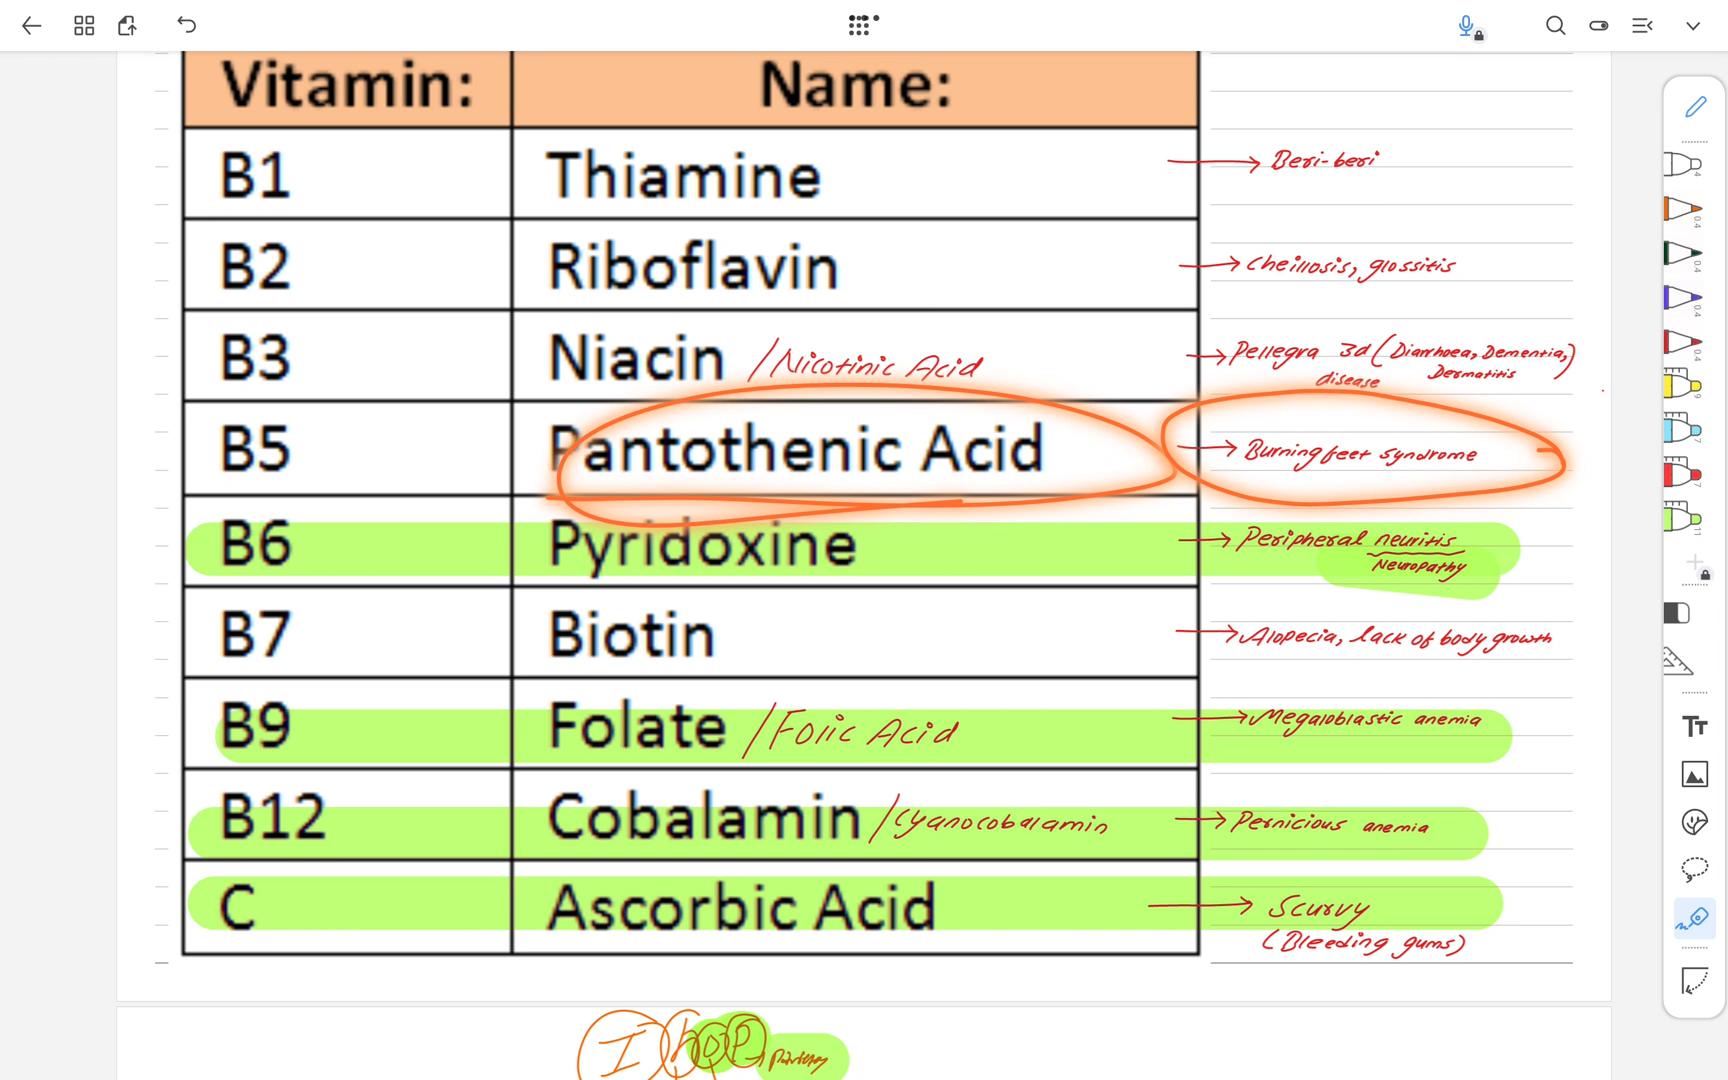 Vitamin: Name:
B1 Thiamine → Beri-beri
B2 Riboflavin → Cheillosis, glossitis
B3 Niacin /Nicotinic Acid → Pellegra 3d (Diarrhoea, Dementia,
disease Dermatitis)
B5 Pantothenic Acid → Burning feet syndrome
B6 Pyridoxine → Peripheral neuritis
Neuropathy
B7 Biotin → Alopecia, lack of body growth
B9 Folate /Folic Acid → Megaloblastic anemia
B12 Cobalamin /Cyanocobalamin → Pernicious anemia
C Ascorbic Acid → Scurvy
(Bleeding gums)
I h o P